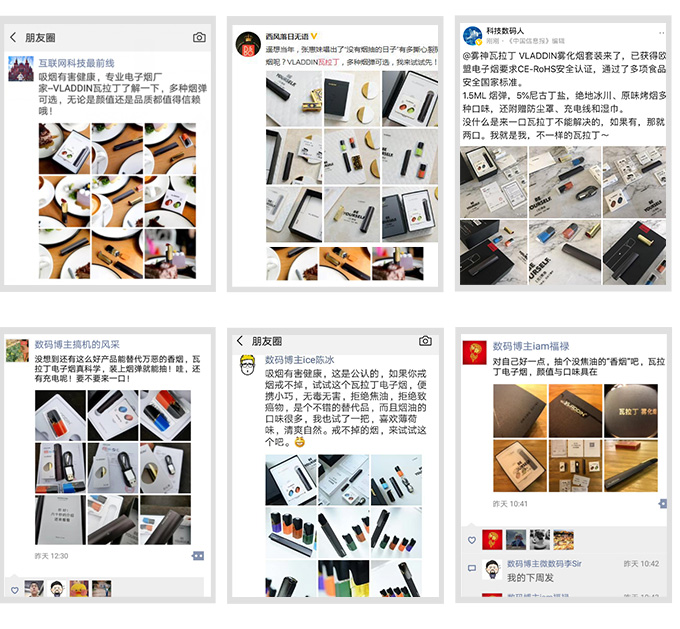 朋友圈
互联网科技最前线
吸烟有害健康，专业电子烟厂
家--VLADDIN瓦拉丁了解一下，多种烟弹
可选，无论是颜值还是品质都值得信赖
哦！
西风落日无语
遥想当年，张惠妹唱出了“没有烟抽的日子”有多撕心裂
烟呢？VLADDIN瓦拉丁，多种烟弹可选，我来试试先！
科技数码人
刚刚 · 《中国信息报》编辑
@雾神瓦拉丁 VLADDIN雾化烟套装来了，已获得欧
盟电子烟要求CE-RoHS安全认证，通过了多项食品
安全国家标准。
1.5ML 烟弹，5%尼古丁盐，绝地冰川、原味烤烟多
种口味，还附赠防尘罩、充电线和湿巾。
没什么是来一口瓦拉丁不能解决的，如果有，那就
两口。我就是我，不一样的瓦拉丁～
BE
YOURSELF
数码博主搞机的风采
没想到还有这么好产品能替代万恶的香烟，瓦
拉丁电子烟真科学，装上烟弹就能抽！哇，还
有充电呢！要不要来一口！
昨天 12:30
朋友圈
数码博主ice陈冰
吸烟有害健康，这是公认的，如果你戒
烟戒不掉，试试这个瓦拉丁电子烟，便
携小巧，无毒无害，拒绝焦油，拒绝致
癌物，是个不错的替代品，而且烟油的
口味很多，我也试了一把，喜欢薄荷
味，清爽自然。戒不掉的烟，来试试这
个吧。
数码博主iam福禄
对自己好一点，抽个没焦油的“香烟”吧，瓦拉
丁电子烟，颜值与口味具在
瓦拉丁 雾化
昨天 10:41
数码博主微数码李Sir
昨天 10:42
我的下周发